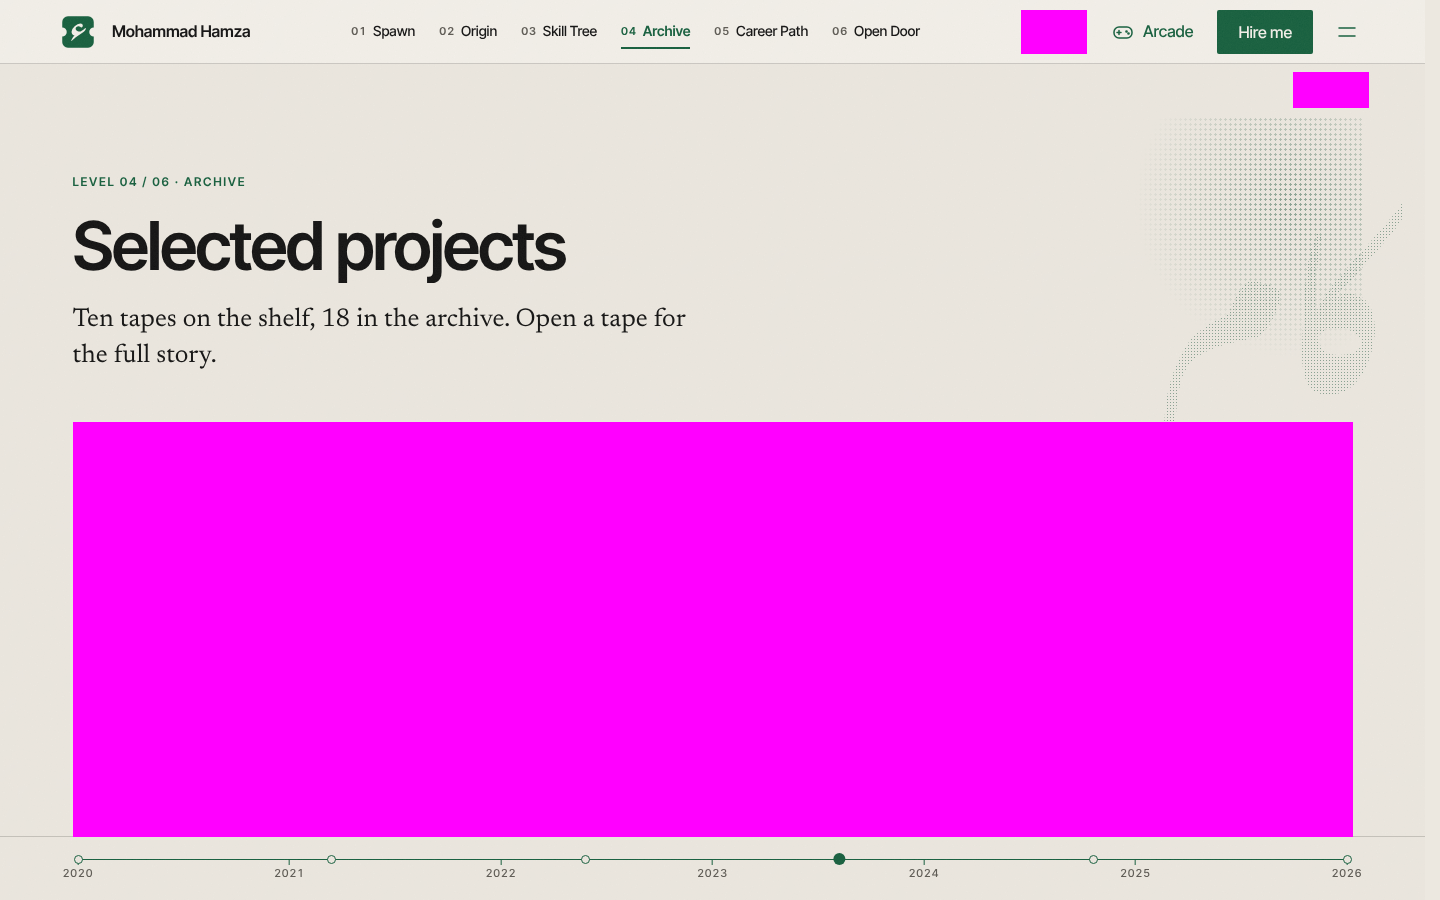 Mohammad Hamza
01 Spawn
02 Origin
03 Skill Tree
04 Archive
05 Career Path
06 Open Door
Arcade
Hire me
LEVEL 04 / 06 · ARCHIVE
Selected projects
Ten tapes on the shelf, 18 in the archive. Open a tape for
the full story.
2020 2021 2022 2023 2024 2025 2026